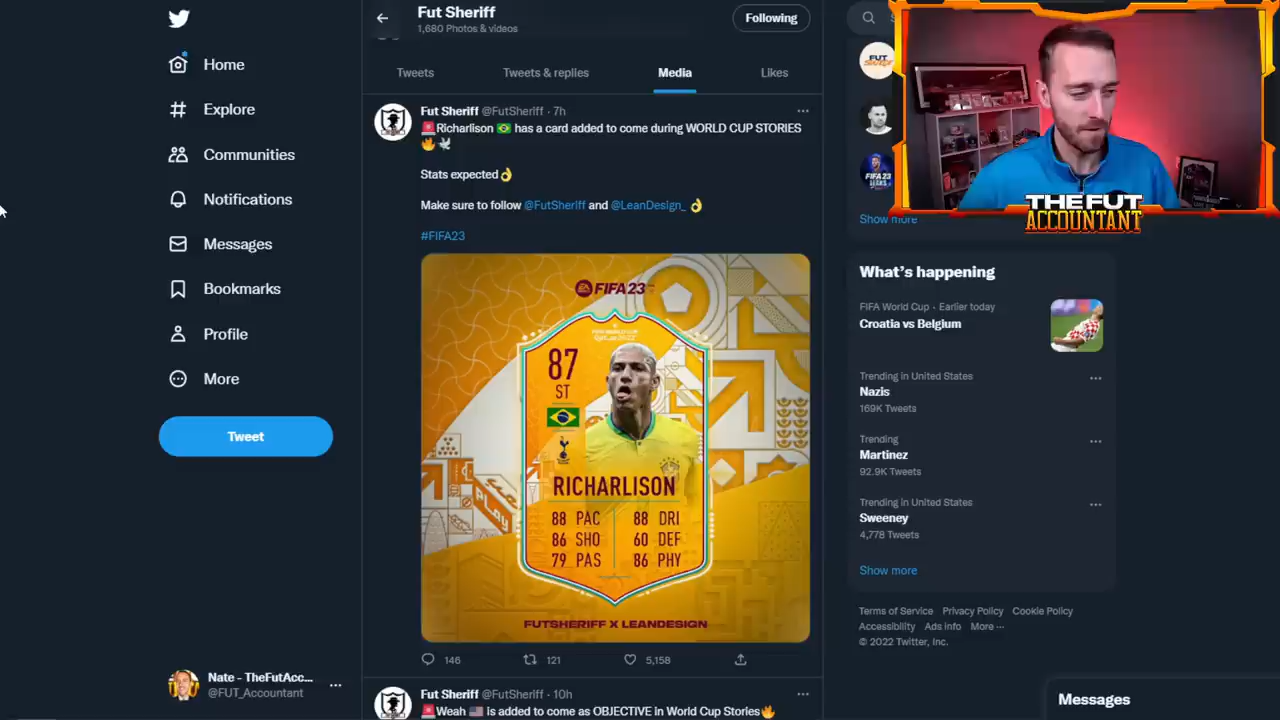 Home
Explore
Communities
Notifications
Messages
Bookmarks
Profile
More
Tweet
Nate - TheFutAcc...
@FUT_Accountant
Fut Sheriff
1,680 Photos & videos
Following
Tweets
Tweets & replies
Media
Likes
Fut Sheriff @FutSheriff · 7h
🚨Richarlison 🇧🇷 has a card added to come during WORLD CUP STORIES
🔥🕊
Stats expected👌
Make sure to follow @FutSheriff and @LeanDesign_ 👌
#FIFA23
FIFA 23
87
ST
RICHARLISON
88 PAC 88 DRI
86 SHO 60 DEF
79 PAS 86 PHY
PLAY
FUTSHERIFF X LEANDESIGN
146
121
5,158
Fut Sheriff @FutSheriff · 10h
🚨Weah 🇺🇸 is added to come as OBJECTIVE in World Cup Stories🔥
THE FUT
ACCOUNTANT
Show more
What's happening
FIFA World Cup · Earlier today
Croatia vs Belgium
Trending in United States
Nazis
169K Tweets
Trending
Martinez
92.9K Tweets
Trending in United States
Sweeney
4,778 Tweets
Show more
Terms of Service Privacy Policy Cookie Policy
Accessibility Ads info More ···
© 2022 Twitter, Inc.
Messages